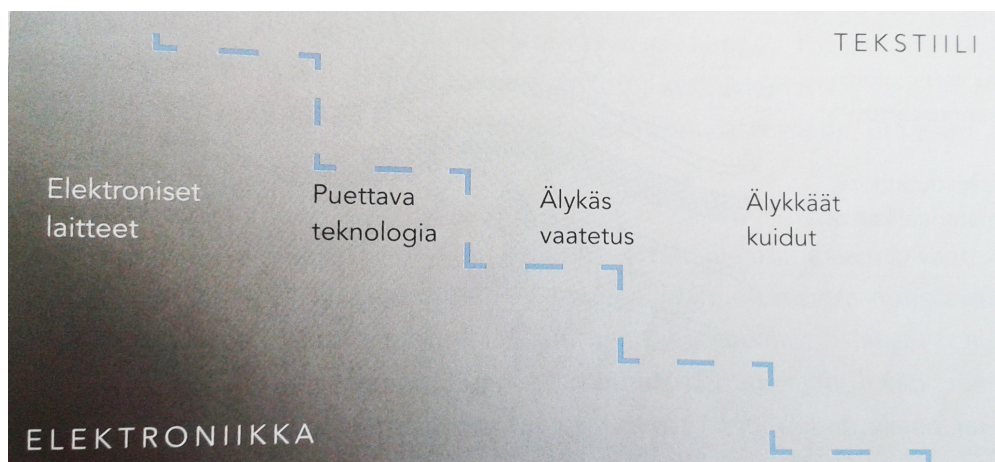 TEKSTIILI
Elektroniset
laitteet
Puettava
teknologia
Älykäs
vaatetus
Älykkäät
kuidut
ELEKTRONIIKKA